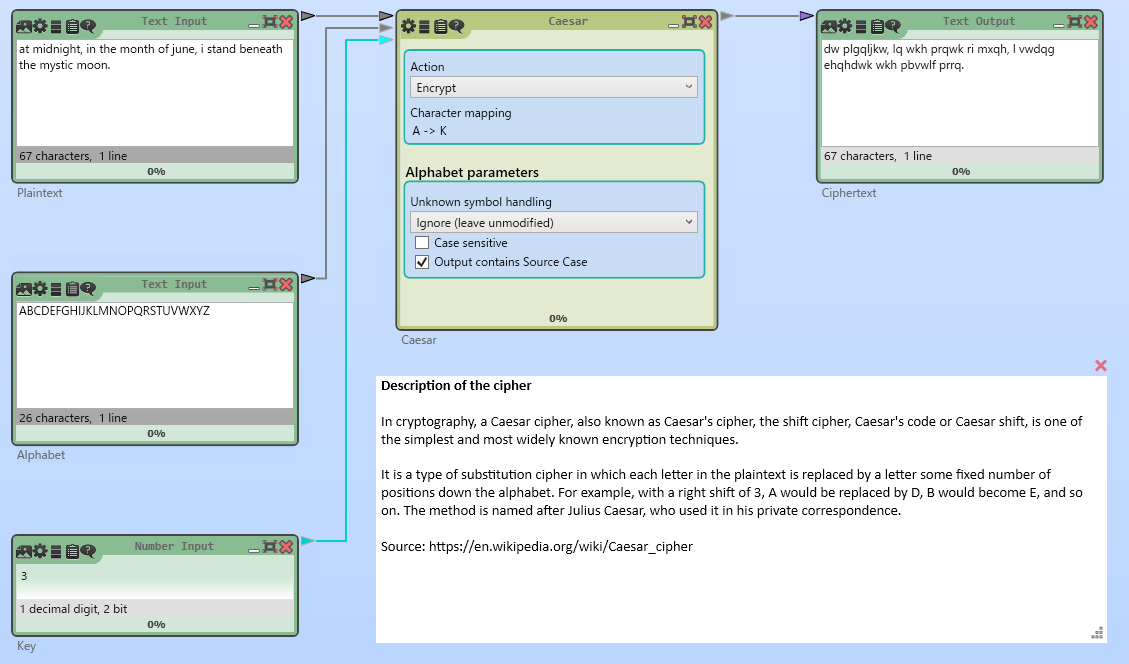 Text Input
at midnight, in the month of june, i stand beneath
the mystic moon.
67 characters,  1 line
0%
Plaintext
Text Input
ABCDEFGHIJKLMNOPQRSTUVWXYZ
26 characters,  1 line
0%
Alphabet
Number Input
3
1 decimal digit, 2 bit
0%
Key
Caesar
Action
Encrypt
Character mapping
A -> K
Alphabet parameters
Unknown symbol handling
Ignore (leave unmodified)
Case sensitive
Output contains Source Case
0%
Caesar
Text Output
dw plgqljkw, lq wkh prqwk ri mxqh, l vwdqg
ehqhdwk wkh pbvwlf prrq.
67 characters,  1 line
0%
Ciphertext
Description of the cipher
In cryptography, a Caesar cipher, also known as Caesar's cipher, the shift cipher, Caesar's code or Caesar shift, is one of
the simplest and most widely known encryption techniques.
It is a type of substitution cipher in which each letter in the plaintext is replaced by a letter some fixed number of
positions down the alphabet. For example, with a right shift of 3, A would be replaced by D, B would become E, and so
on. The method is named after Julius Caesar, who used it in his private correspondence.
Source: https://en.wikipedia.org/wiki/Caesar_cipher